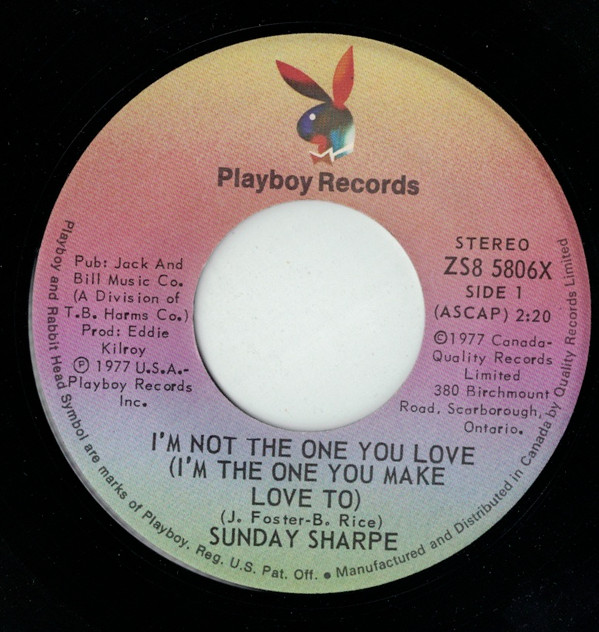 Playboy Records
STEREO
ZS8 5806X
SIDE 1
(ASCAP) 2:20
©1977 Canada-
Quality Records
Limited
380 Birchmount
Road, Scarborough,
Ontario.
Pub: Jack And
Bill Music Co.
(A Division of
T.B. Harms Co.)
Prod: Eddie
Kilroy
℗ 1977 U.S.A.-
Playboy Records
Inc.
I'M NOT THE ONE YOU LOVE
(I'M THE ONE YOU MAKE
LOVE TO)
(J. Foster-B. Rice)
SUNDAY SHARPE
Playboy and Rabbit Head Symbol are marks of Playboy. Reg. U.S. Pat. Off. • Manufactured and Distributed in Canada by Quality Records Limited